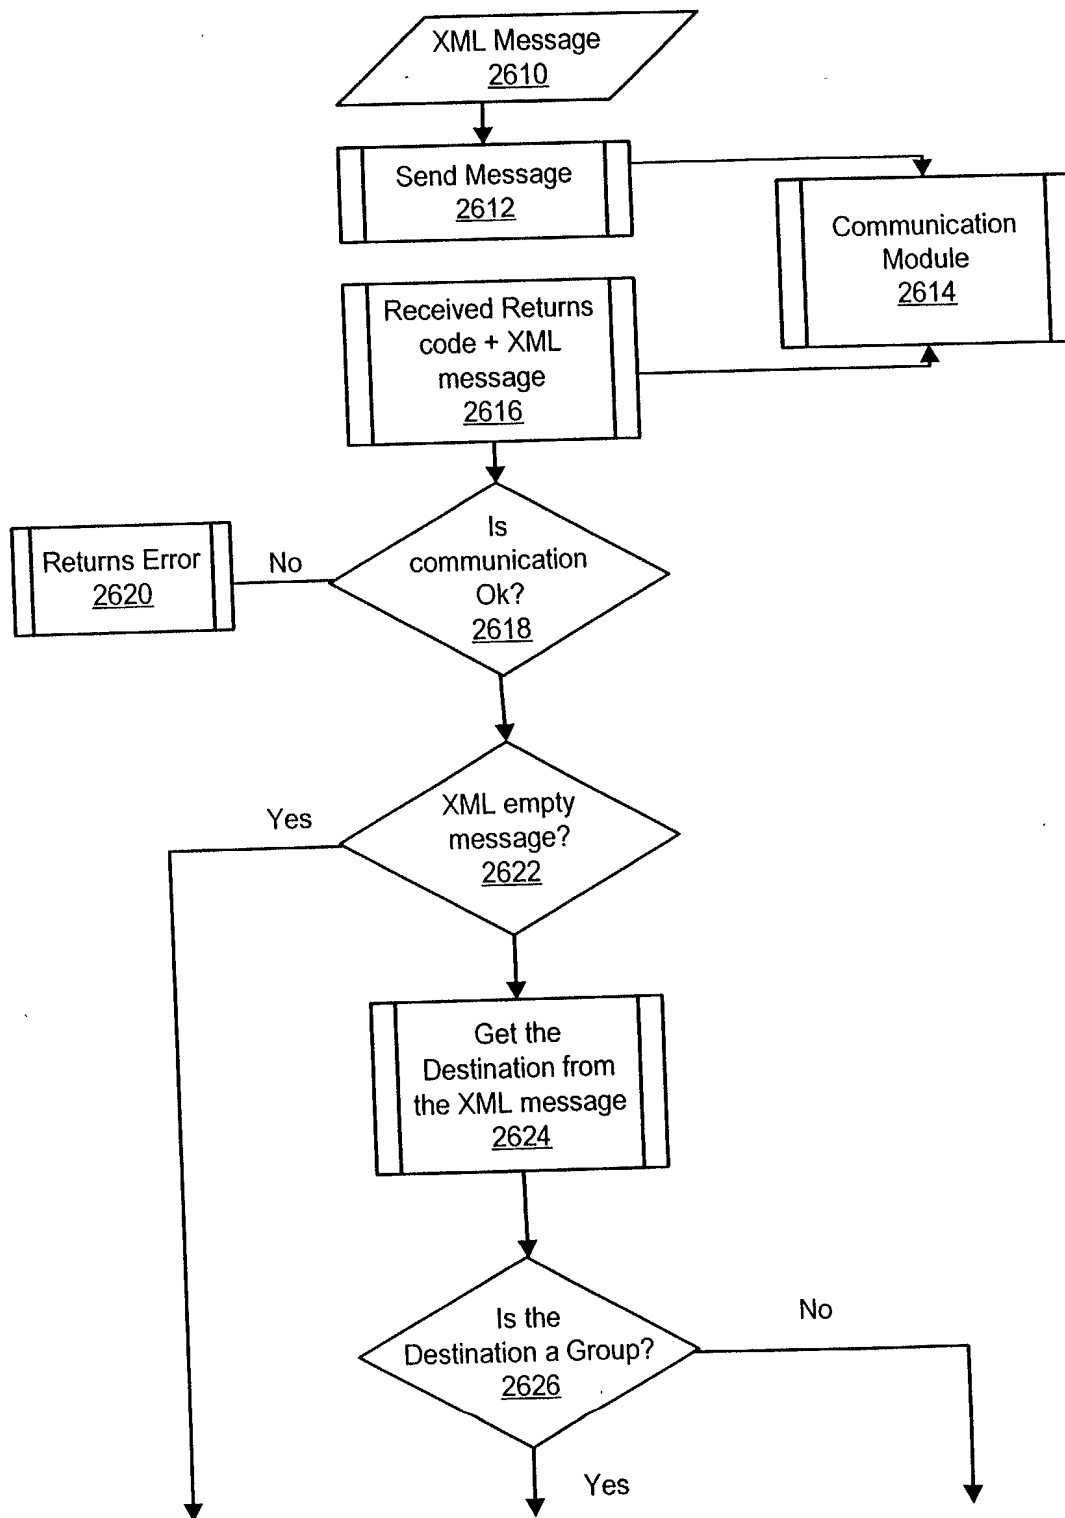 XML Message
2610
Send Message
2612
Communication
Module
2614
Received Returns
code + XML
message
2616
Is
communication
Ok?
2618
No
Returns Error
2620
XML empty
message?
2622
Yes
Get the
Destination from
the XML message
2624
Is the
Destination a Group?
2626
No
Yes